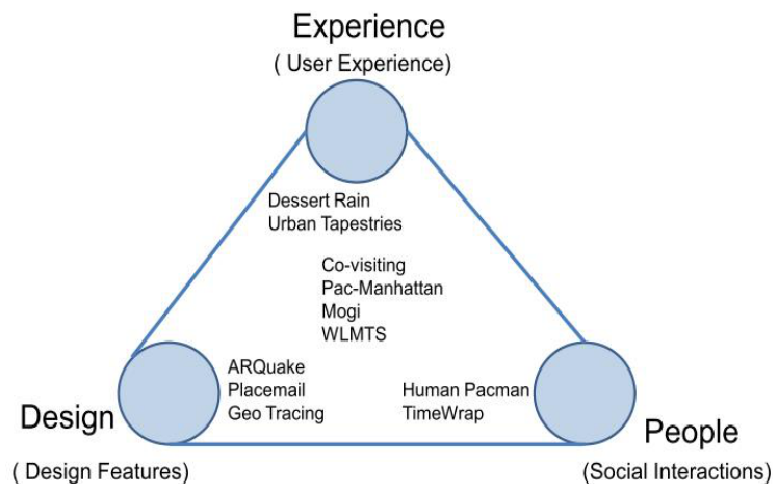 Experience
( User Experience)
Dessert Rain
Urban Tapestries
Co-visiting
Pac-Manhattan
Mogi
WLMTS
ARQuake
Placemail
Geo Tracing
Human Pacman
TimeWrap
Design
( Design Features)
People
(Social Interactions)